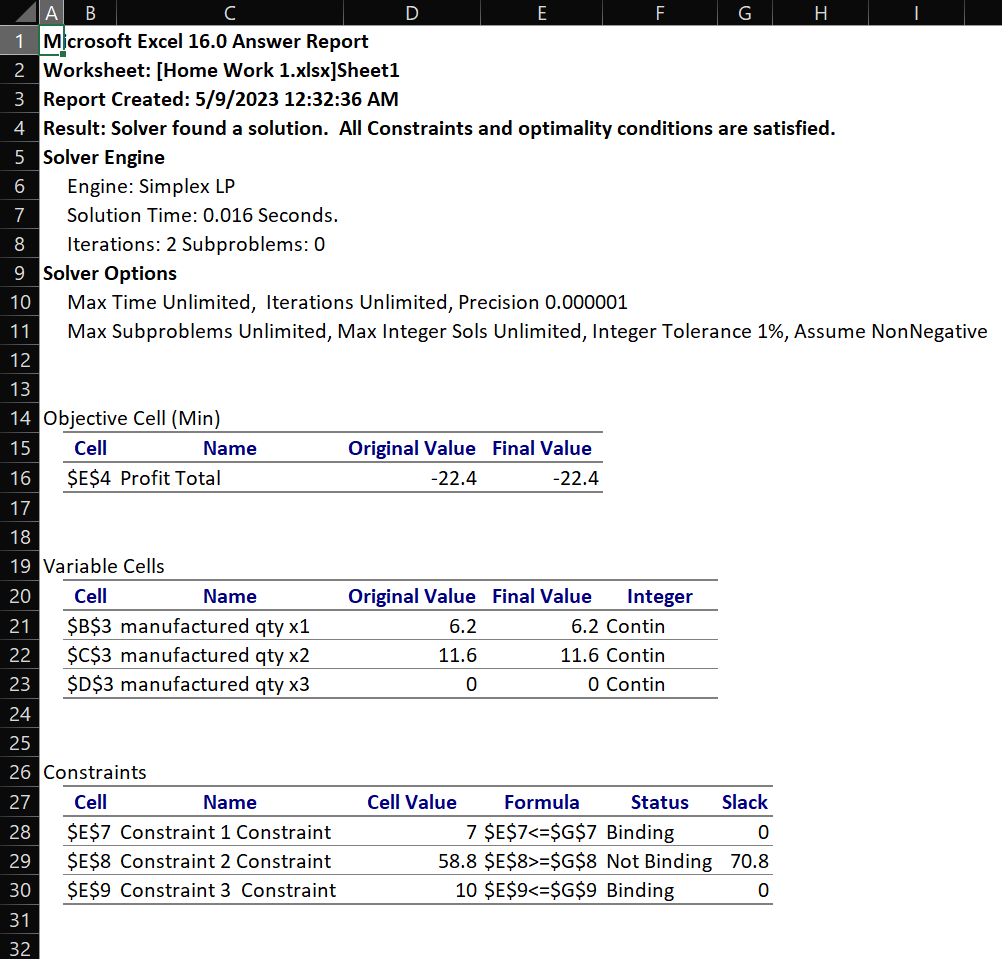 A B C D E F G H I
1 Microsoft Excel 16.0 Answer Report
2 Worksheet: [Home Work 1.xlsx]Sheet1
3 Report Created: 5/9/2023 12:32:36 AM
4 Result: Solver found a solution.  All Constraints and optimality conditions are satisfied.
5 Solver Engine
6 Engine: Simplex LP
7 Solution Time: 0.016 Seconds.
8 Iterations: 2 Subproblems: 0
9 Solver Options
10 Max Time Unlimited,  Iterations Unlimited, Precision 0.000001
11 Max Subproblems Unlimited, Max Integer Sols Unlimited, Integer Tolerance 1%, Assume NonNegative
12
13
14 Objective Cell (Min)
15 Cell Name Original Value Final Value
16 $E$4 Profit Total -22.4 -22.4
17
18
19 Variable Cells
20 Cell Name Original Value Final Value Integer
21 $B$3 manufactured qty x1 6.2 6.2 Contin
22 $C$3 manufactured qty x2 11.6 11.6 Contin
23 $D$3 manufactured qty x3 0 0 Contin
24
25
26 Constraints
27 Cell Name Cell Value Formula Status Slack
28 $E$7 Constraint 1 Constraint 7 $E$7<=$G$7 Binding 0
29 $E$8 Constraint 2 Constraint 58.8 $E$8>=$G$8 Not Binding 70.8
30 $E$9 Constraint 3  Constraint 10 $E$9<=$G$9 Binding 0
31
32